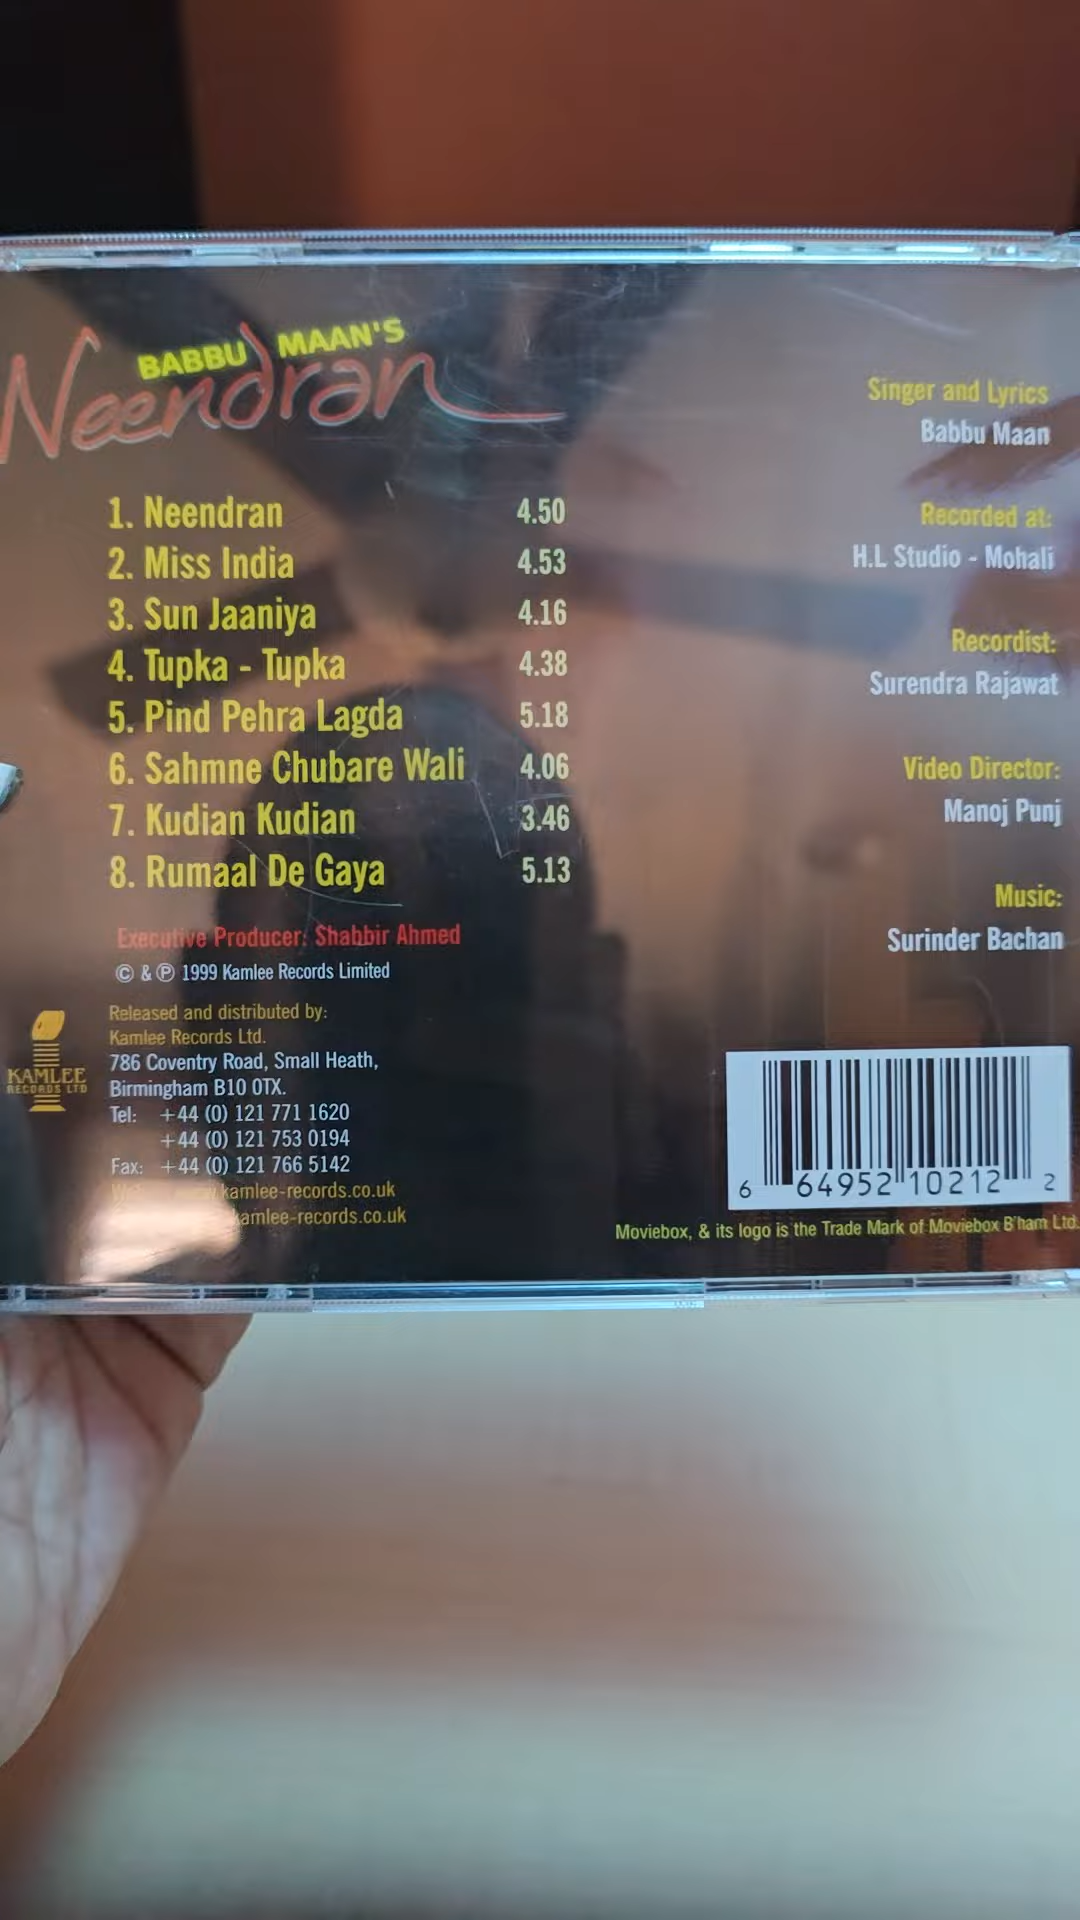 BABBU MAAN'S
Neendran
1. Neendran 4.50
2. Miss India 4.53
3. Sun Jaaniya 4.16
4. Tupka - Tupka 4.38
5. Pind Pehra Lagda 5.18
6. Sahmne Chubare Wali 4.06
7. Kudian Kudian 3.46
8. Rumaal De Gaya 5.13
Executive Producer: Shabbir Ahmed
© & ℗ 1999 Kamlee Records Limited
Released and distributed by:
Kamlee Records Ltd.
786 Coventry Road, Small Heath,
Birmingham B10 0TX.
Tel: +44 (0) 121 771 1620
+44 (0) 121 753 0194
Fax: +44 (0) 121 766 5142
kamlee-records.co.uk
kamlee-records.co.uk
KAMLEE
RECORDS LTD
Singer and Lyrics
Babbu Maan
Recorded at:
H.L Studio - Mohali
Recordist:
Surendra Rajawat
Video Director:
Manoj Punj
Music:
Surinder Bachan
6 64952 10212 2
Moviebox, & its logo is the Trade Mark of Moviebox B'ham Ltd.